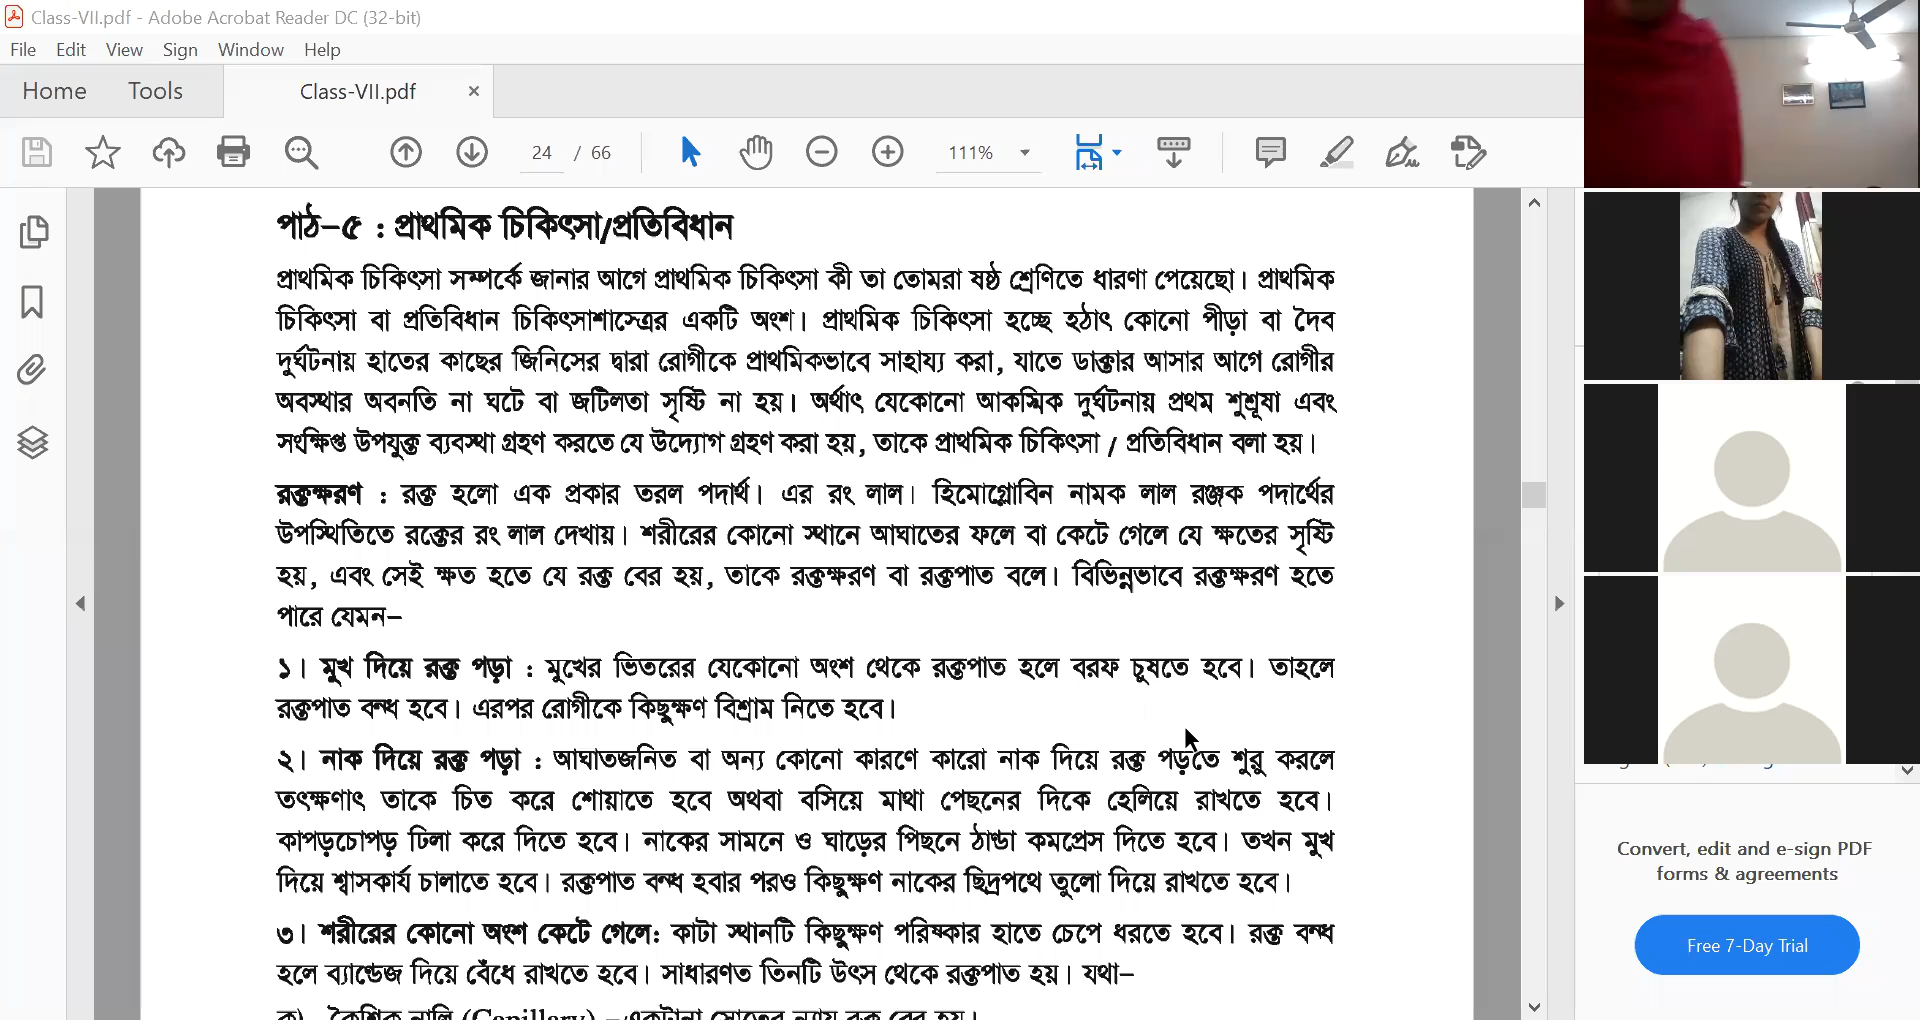 Class-VII.pdf - Adobe Acrobat Reader DC (32-bit)
File Edit View Sign Window Help
Home Tools Class-VII.pdf
24 / 66 111%
পাঠ-৫ : প্রাথমিক চিকিৎসা/প্রতিবিধান
প্রাথমিক চিকিৎসা সম্পর্কে জানার আগে প্রাথমিক চিকিৎসা কী তা তোমরা ষষ্ঠ শ্রেণিতে ধারণা পেয়েছো। প্রাথমিক
চিকিৎসা বা প্রতিবিধান চিকিৎসাশাস্ত্রের একটি অংশ। প্রাথমিক চিকিৎসা হচ্ছে হঠাৎ কোনো পীড়া বা দৈব
দুর্ঘটনায় হাতের কাছের জিনিসের দ্বারা রোগীকে প্রাথমিকভাবে সাহায্য করা, যাতে ডাক্তার আসার আগে রোগীর
অবস্থার অবনতি না ঘটে বা জটিলতা সৃষ্টি না হয়। অর্থাৎ যেকোনো আকস্মিক দুর্ঘটনায় প্রথম শুশ্রূষা এবং
সংক্ষিপ্ত উপযুক্ত ব্যবস্থা গ্রহণ করতে যে উদ্যোগ গ্রহণ করা হয়, তাকে প্রাথমিক চিকিৎসা / প্রতিবিধান বলা হয়।
রক্তক্ষরণ : রক্ত হলো এক প্রকার তরল পদার্থ। এর রং লাল। হিমোগ্লোবিন নামক লাল রঞ্জক পদার্থের
উপস্থিতিতে রক্তের রং লাল দেখায়। শরীরের কোনো স্থানে আঘাতের ফলে বা কেটে গেলে যে ক্ষতের সৃষ্টি
হয়, এবং সেই ক্ষত হতে যে রক্ত বের হয়, তাকে রক্তক্ষরণ বা রক্তপাত বলে। বিভিন্নভাবে রক্তক্ষরণ হতে
পারে যেমন-
১। মুখ দিয়ে রক্ত পড়া : মুখের ভিতরের যেকোনো অংশ থেকে রক্তপাত হলে বরফ চুষতে হবে। তাহলে
রক্তপাত বন্ধ হবে। এরপর রোগীকে কিছুক্ষণ বিশ্রাম নিতে হবে।
২। নাক দিয়ে রক্ত পড়া : আঘাতজনিত বা অন্য কোনো কারণে কারো নাক দিয়ে রক্ত পড়তে শুরু করলে
তৎক্ষণাৎ তাকে চিত করে শোয়াতে হবে অথবা বসিয়ে মাথা পেছনের দিকে হেলিয়ে রাখতে হবে।
কাপড়চোপড় ঢিলা করে দিতে হবে। নাকের সামনে ও ঘাড়ের পিছনে ঠাণ্ডা কমপ্রেস দিতে হবে। তখন মুখ
দিয়ে শ্বাসকার্য চালাতে হবে। রক্তপাত বন্ধ হবার পরও কিছুক্ষণ নাকের ছিদ্রপথে তুলো দিয়ে রাখতে হবে।
৩। শরীরের কোনো অংশ কেটে গেলে: কাটা স্থানটি কিছুক্ষণ পরিষ্কার হাতে চেপে ধরতে হবে। রক্ত বন্ধ
হলে ব্যান্ডেজ দিয়ে বেঁধে রাখতে হবে। সাধারণত তিনটি উৎস থেকে রক্তপাত হয়। যথা-
ক) কৈশিক নালি (Capillary) -একটানা স্রোতের ন্যায় রক্ত বের হয়।
Convert, edit and e-sign PDF
forms & agreements
Free 7-Day Trial